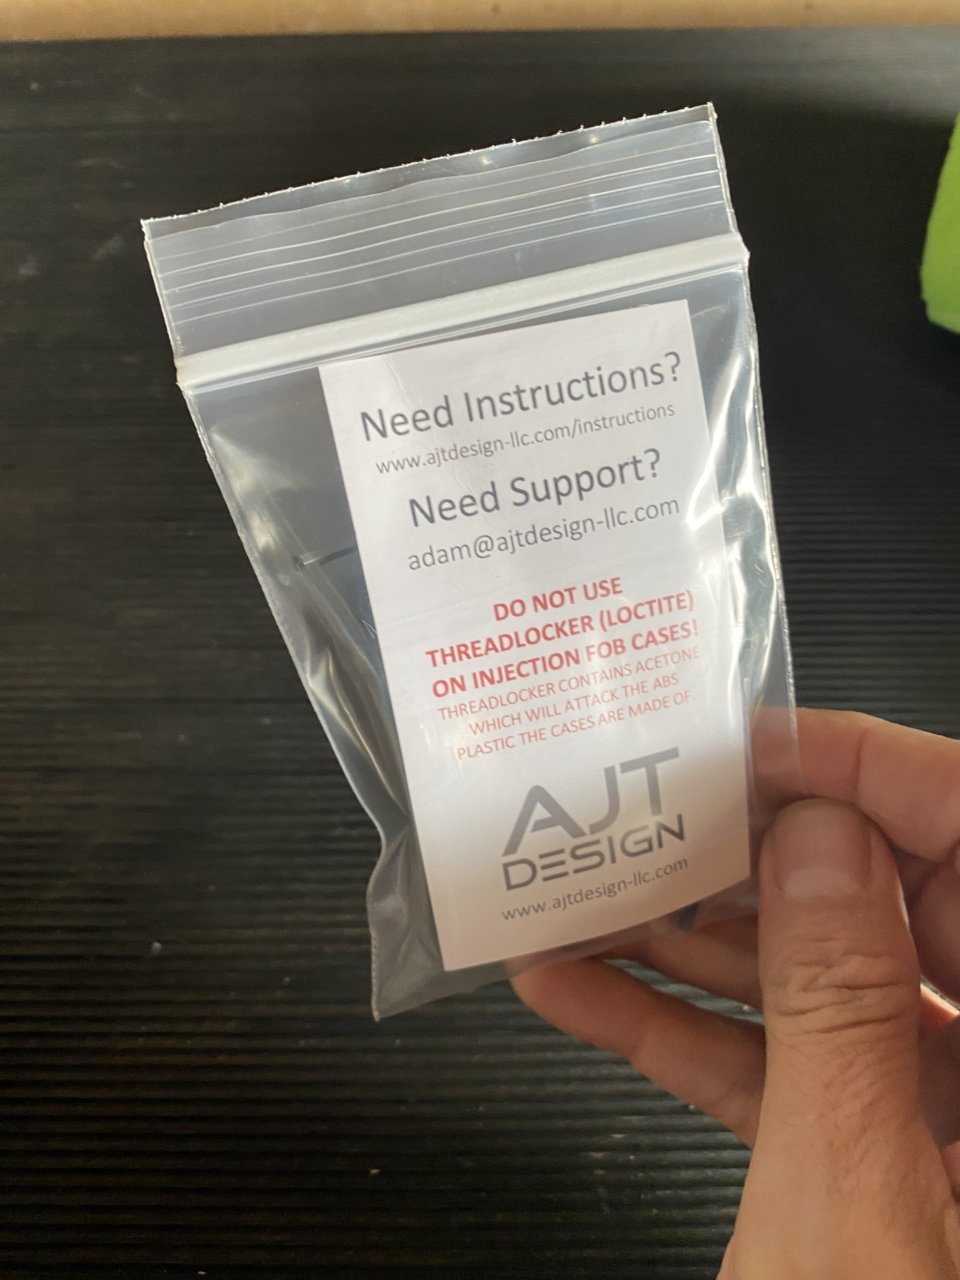 Need Instructions?
www.ajtdesign-llc.com/instructions
Need Support?
adam@ajtdesign-llc.com
DO NOT USE
THREADLOCKER (LOCTITE)
ON INJECTION FOB CASES!
THREADLOCKER CONTAINS ACETONE
WHICH WILL ATTACK THE ABS
PLASTIC THE CASES ARE MADE OF.
AJT
DESIGN
www.ajtdesign-llc.com